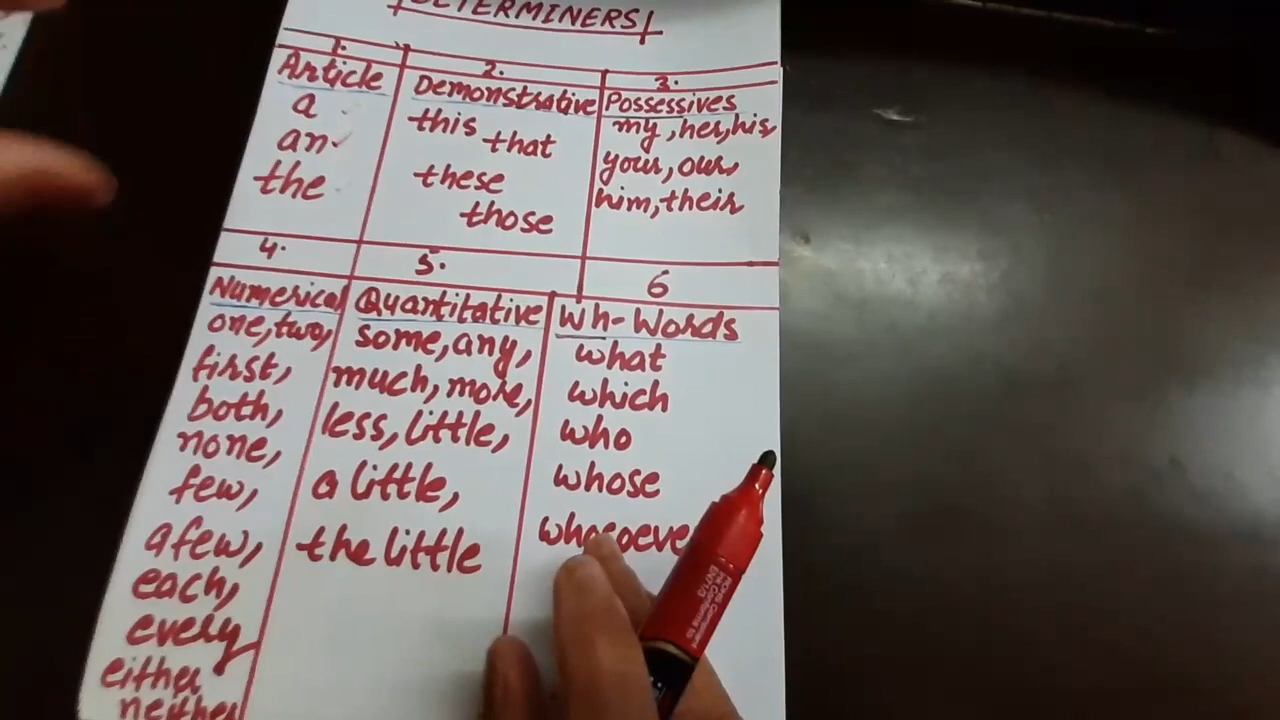 DETERMINERS
1.
Article
a
an
the
2.
Demonstrative
this
that
these
those
3.
Possessives
my, her, his
your, our,
him, their
4.
Numerical
one, two,
first,
both,
none,
few,
a few,
each,
every
either
neither
5.
Quantitative
some, any,
much, more,
less, little,
a little,
the little
6
Wh-Words
what
which
who
whose